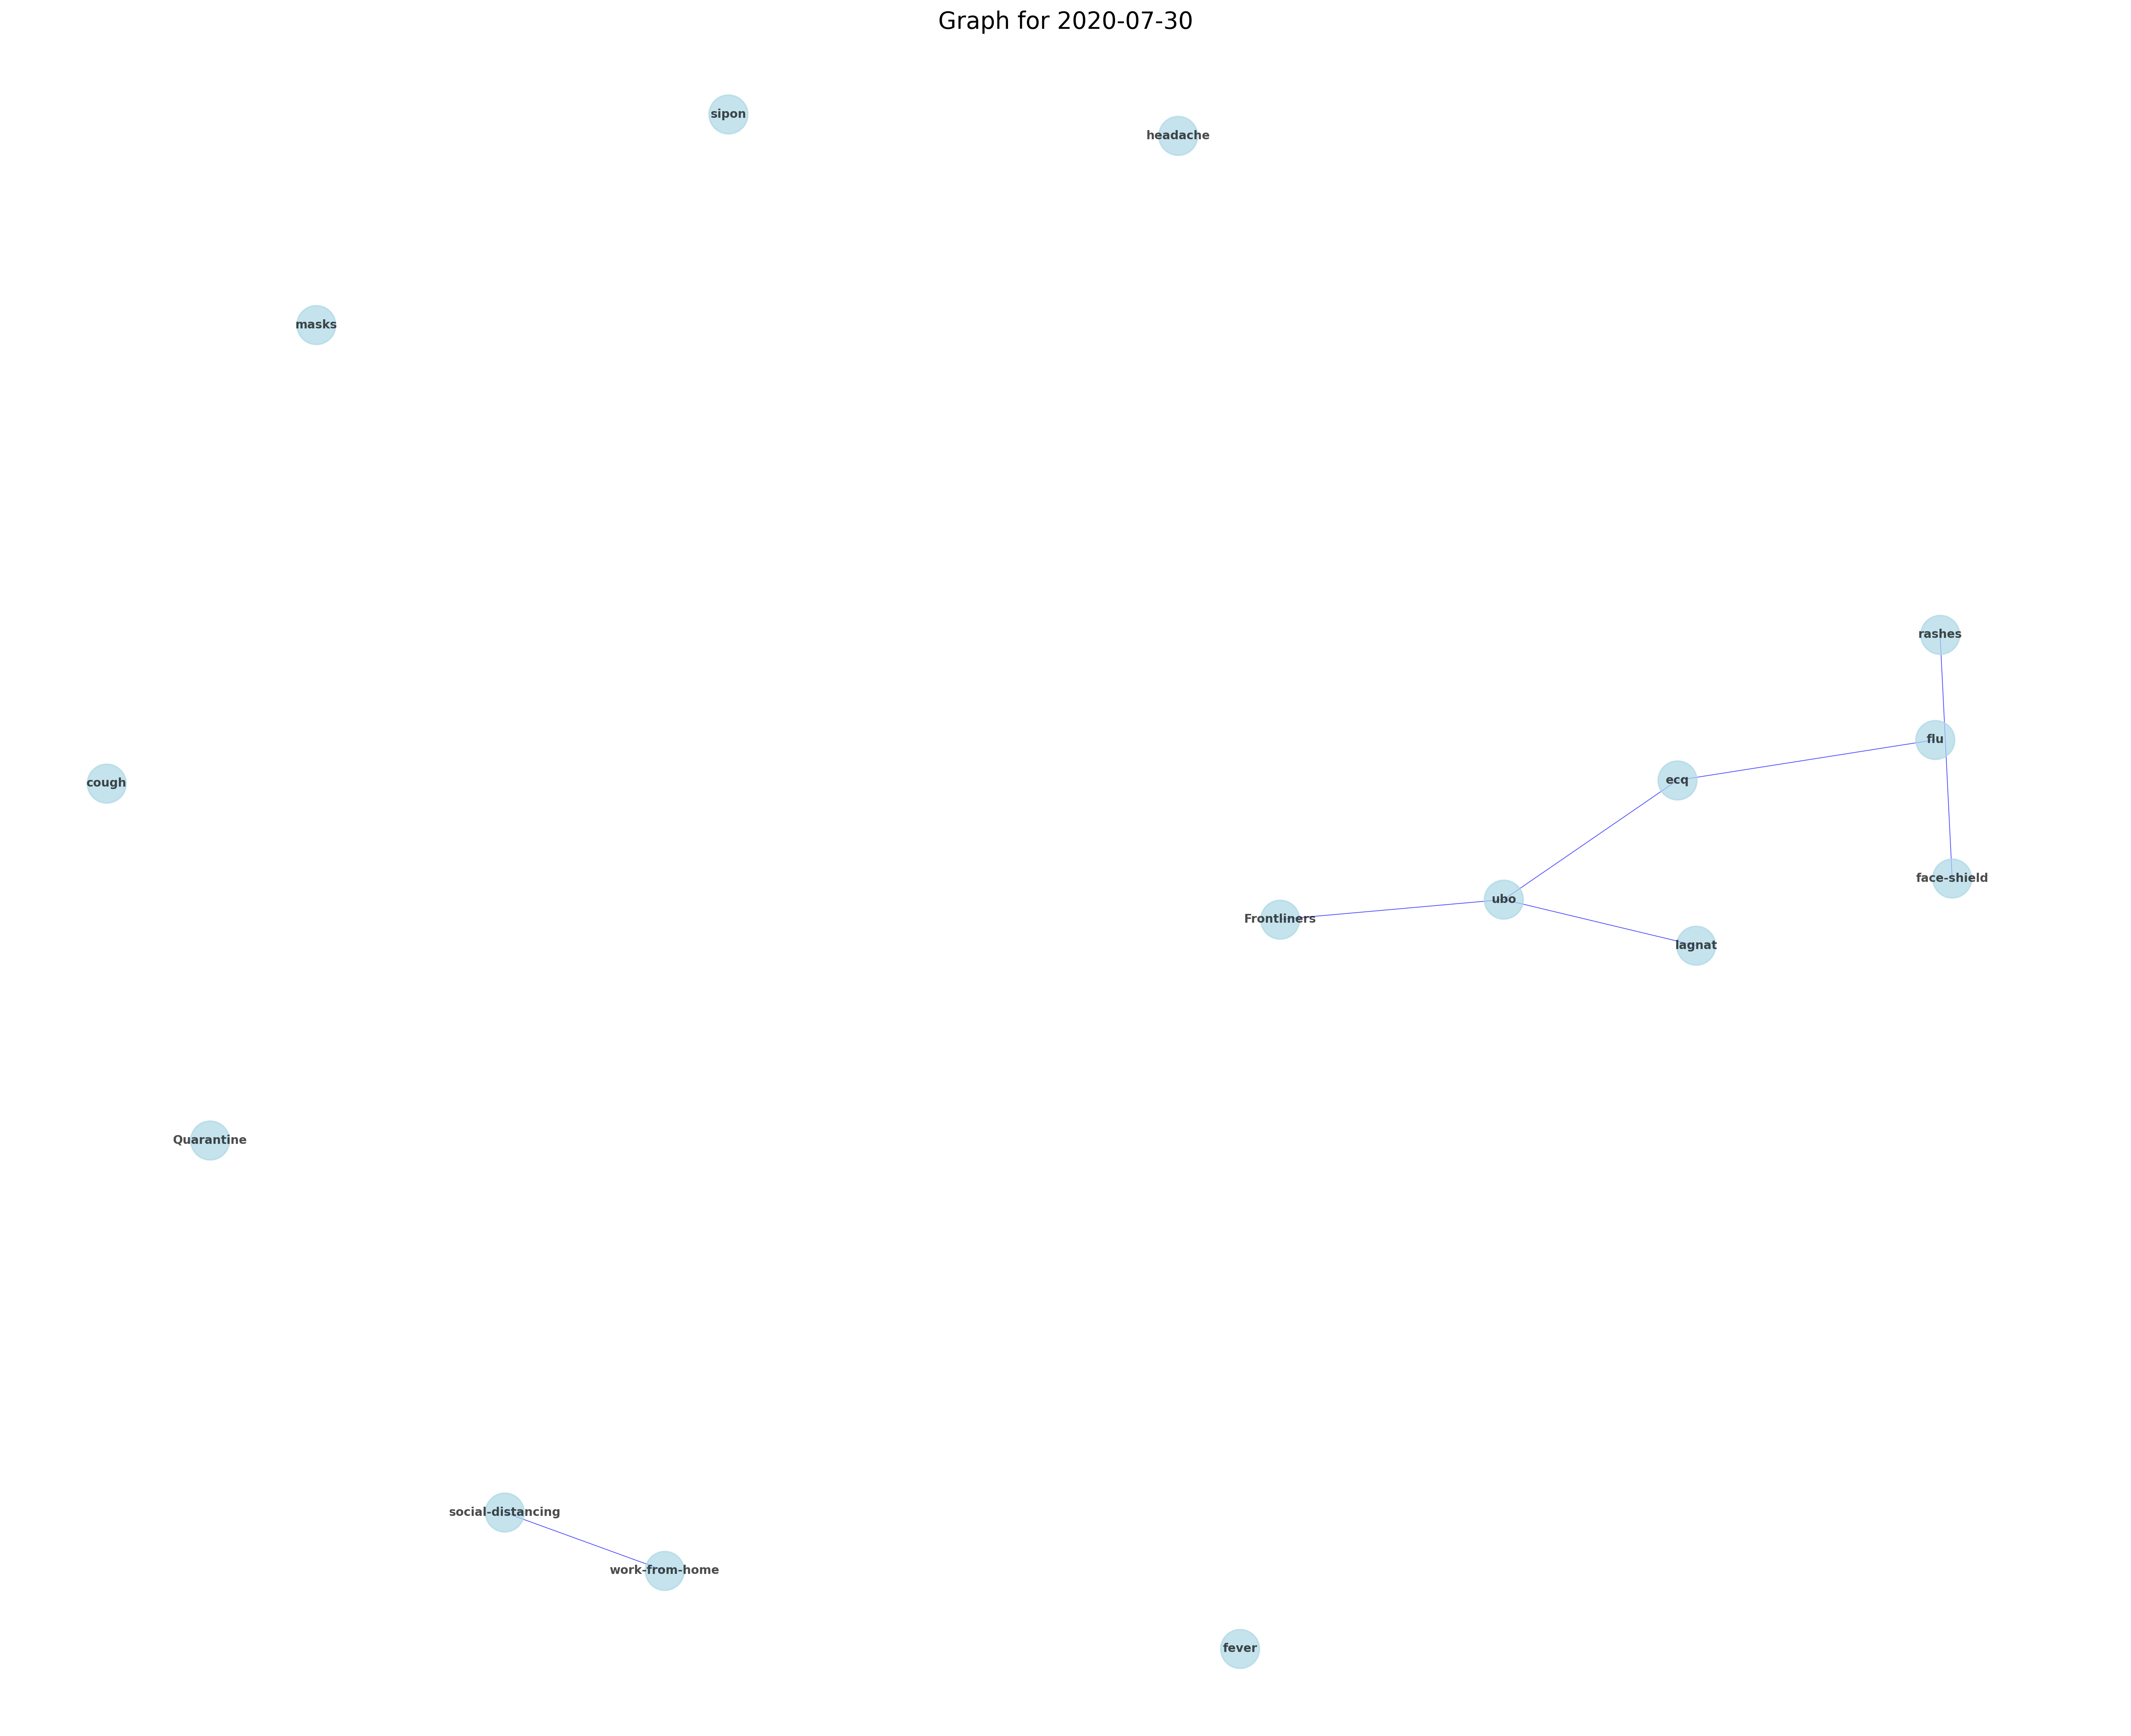 Graph for 2020-07-30
sipon
headache
masks
rashes
flu
ecq
cough
face-shield
ubo
Frontliners
lagnat
Quarantine
social-distancing
work-from-home
fever